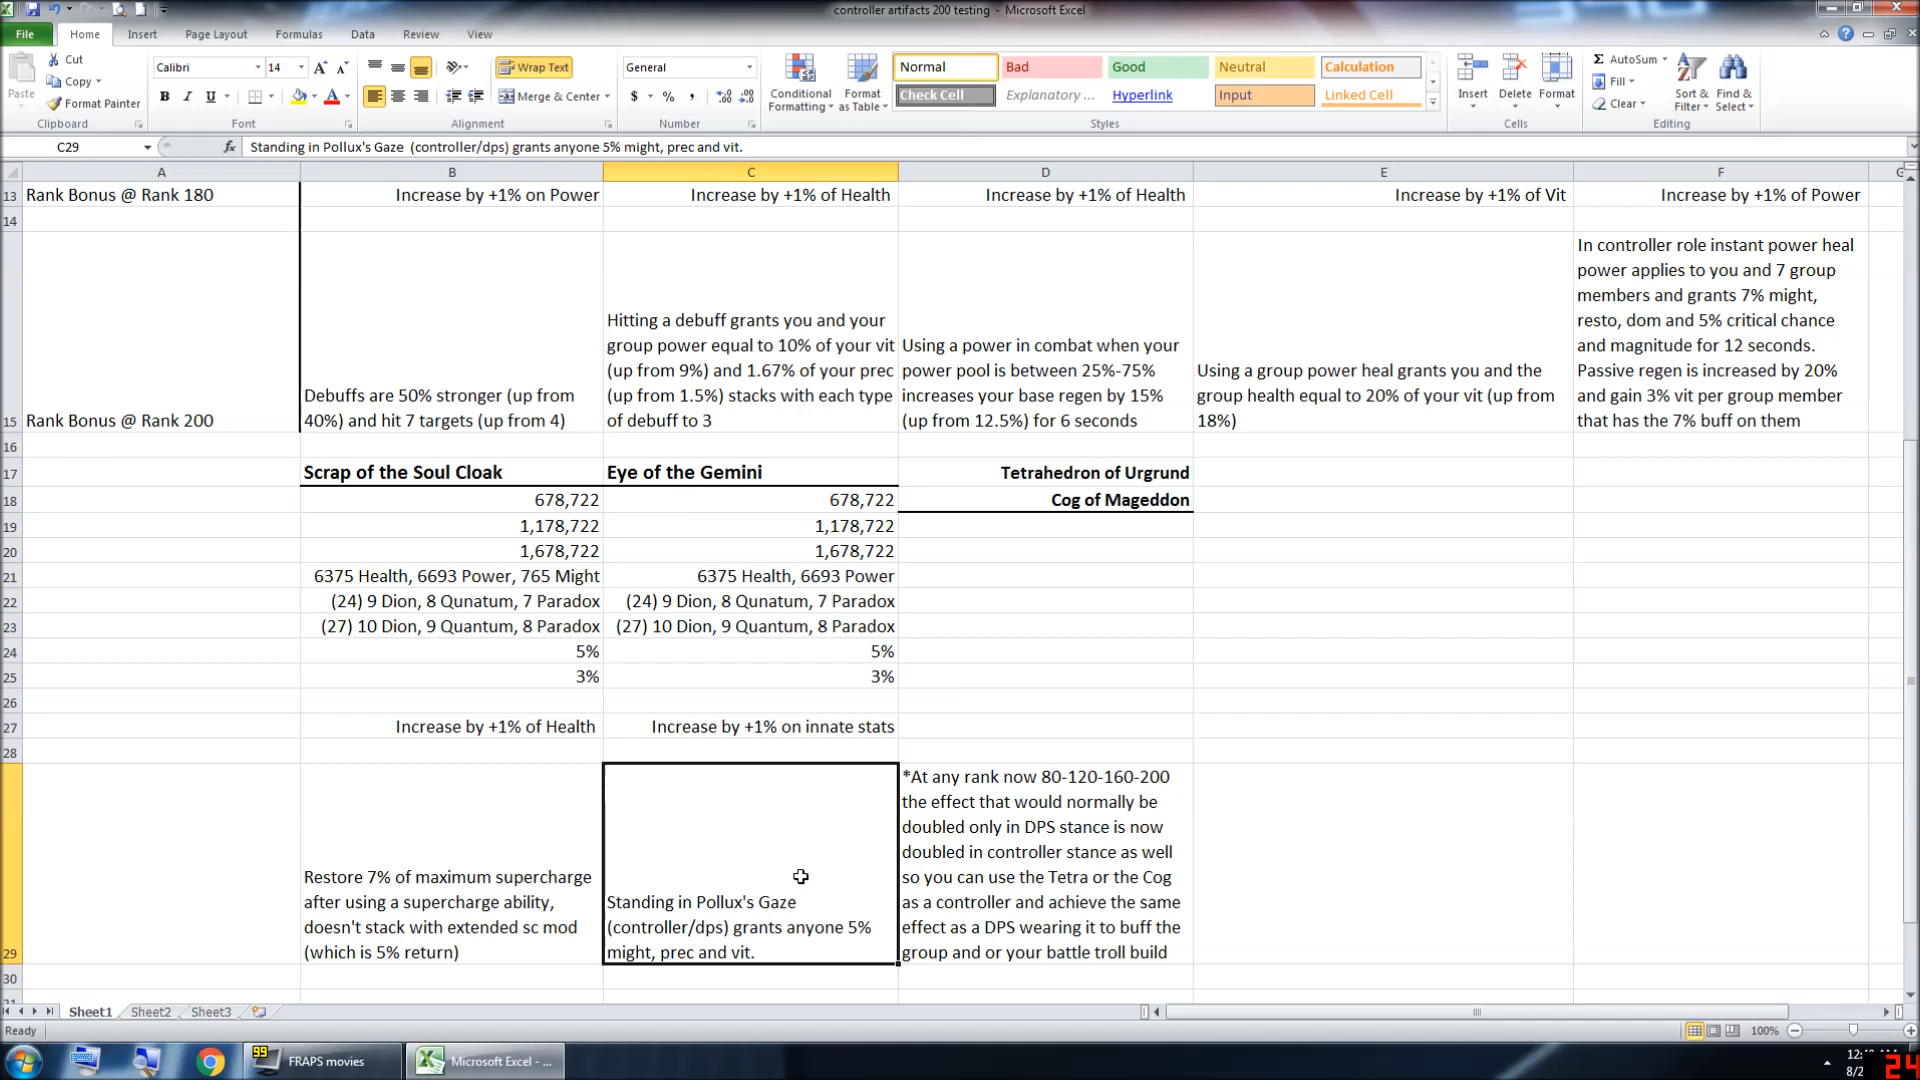 controller artifacts 200 testing - Microsoft Excel
File Home Insert Page Layout Formulas Data Review View
Cut
Copy
Format Painter
Paste
Clipboard
Calibri 14
B I U
Font
Wrap Text
Merge & Center
Alignment
General
$ % ,
Number
Conditional Formatting
Format as Table
Normal Bad Good Neutral Calculation
Check Cell Explanatory ... Hyperlink Input Linked Cell
Styles
Insert Delete Format
Cells
AutoSum
Fill
Clear
Sort & Filter
Find & Select
Editing
C29 fx Standing in Pollux's Gaze (controller/dps) grants anyone 5% might, prec and vit.
A B C D E F
13 Rank Bonus @ Rank 180 Increase by +1% on Power Increase by +1% of Health Increase by +1% of Health Increase by +1% of Vit Increase by +1% of Power
14
15 Rank Bonus @ Rank 200
Debuffs are 50% stronger (up from
40%) and hit 7 targets (up from 4)
Hitting a debuff grants you and your
group power equal to 10% of your vit
(up from 9%) and 1.67% of your prec
(up from 1.5%) stacks with each type
of debuff to 3
Using a power in combat when your
power pool is between 25%-75%
increases your base regen by 15%
(up from 12.5%) for 6 seconds
Using a group power heal grants you and the
group health equal to 20% of your vit (up from
18%)
In controller role instant power heal
power applies to you and 7 group
members and grants 7% might,
resto, dom and 5% critical chance
and magnitude for 12 seconds.
Passive regen is increased by 20%
and gain 3% vit per group member
that has the 7% buff on them
16
17 Scrap of the Soul Cloak Eye of the Gemini Tetrahedron of Urgrund
18 678,722 678,722 Cog of Mageddon
19 1,178,722 1,178,722
20 1,678,722 1,678,722
21 6375 Health, 6693 Power, 765 Might 6375 Health, 6693 Power
22 (24) 9 Dion, 8 Qunatum, 7 Paradox (24) 9 Dion, 8 Qunatum, 7 Paradox
23 (27) 10 Dion, 9 Quantum, 8 Paradox (27) 10 Dion, 9 Quantum, 8 Paradox
24 5% 5%
25 3% 3%
26
27 Increase by +1% of Health Increase by +1% on innate stats
28
29
Restore 7% of maximum supercharge
after using a supercharge ability,
doesn't stack with extended sc mod
(which is 5% return)
Standing in Pollux's Gaze
(controller/dps) grants anyone 5%
might, prec and vit.
*At any rank now 80-120-160-200
the effect that would normally be
doubled only in DPS stance is now
doubled in controller stance as well
so you can use the Tetra or the Cog
as a controller and achieve the same
effect as a DPS wearing it to buff the
group and or your battle troll build
30
Sheet1 Sheet2 Sheet3
Ready 100%
99 FRAPS movies Microsoft Excel - ...
8/2
24